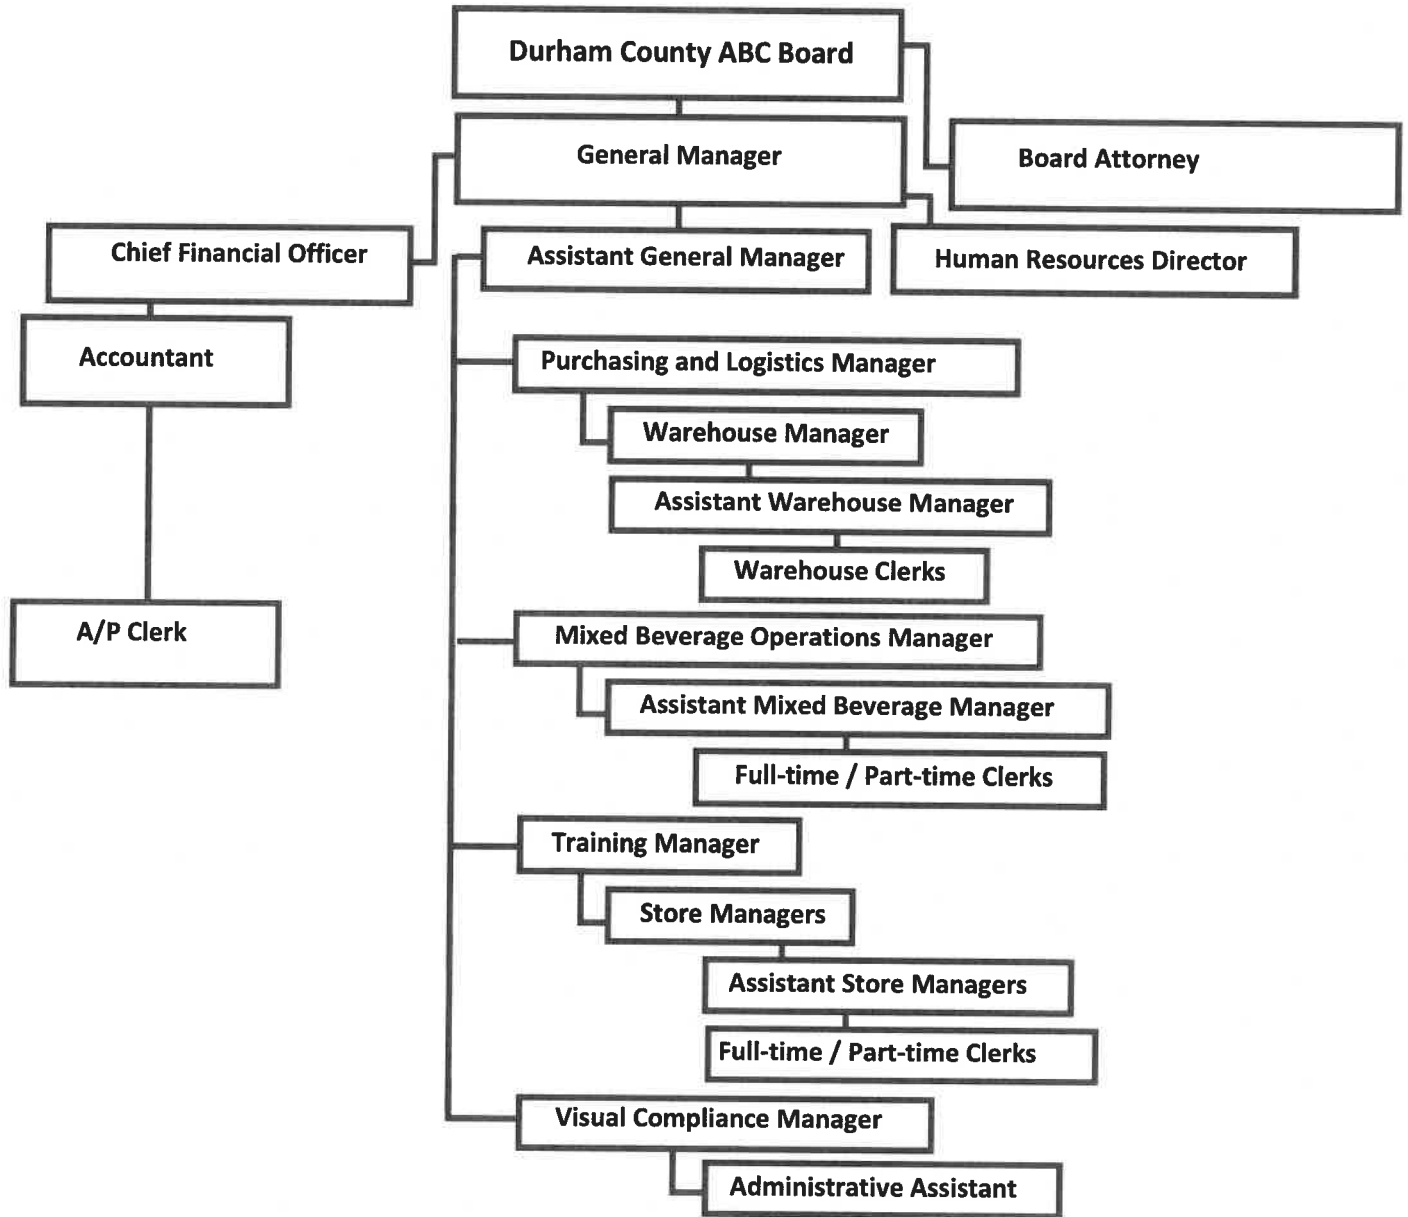 Durham County ABC Board
General Manager
Board Attorney
Chief Financial Officer
Assistant General Manager
Human Resources Director
Accountant
Purchasing and Logistics Manager
Warehouse Manager
Assistant Warehouse Manager
Warehouse Clerks
A/P Clerk
Mixed Beverage Operations Manager
Assistant Mixed Beverage Manager
Full-time / Part-time Clerks
Training Manager
Store Managers
Assistant Store Managers
Full-time / Part-time Clerks
Visual Compliance Manager
Administrative Assistant